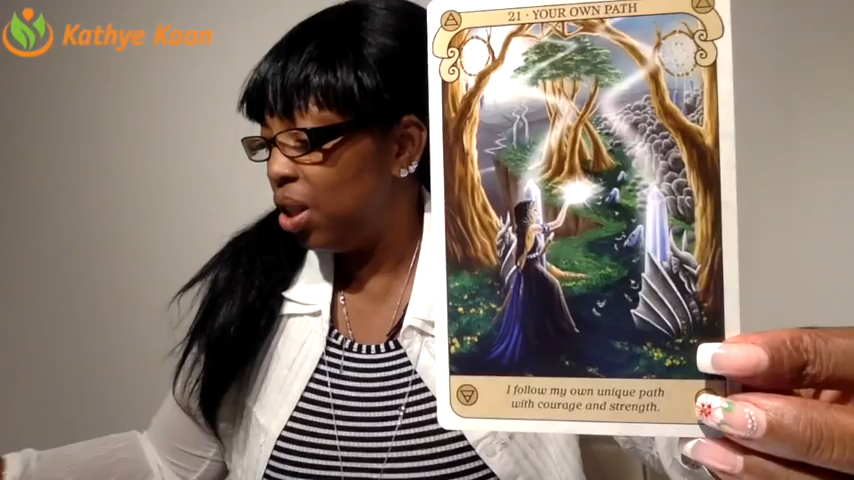 Kathye Koan
21 · YOUR OWN PATH
I follow my own unique path
with courage and strength.